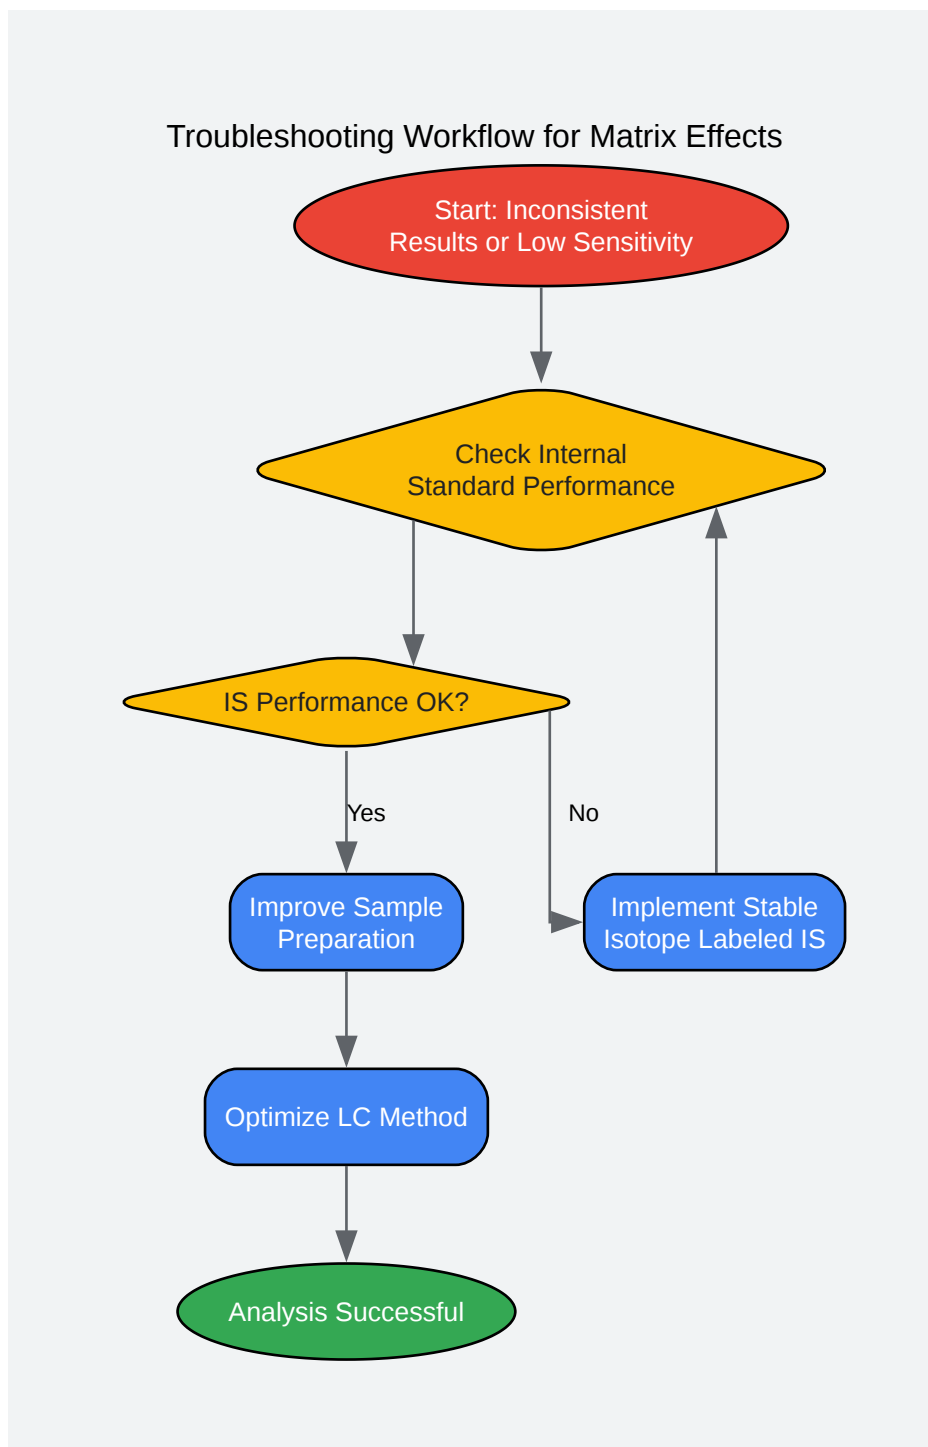 Troubleshooting Workflow for Matrix Effects
Start: Inconsistent
Results or Low Sensitivity
Check Internal
Standard Performance
IS Performance OK?
Yes
No
Improve Sample
Preparation
Implement Stable
Isotope Labeled IS
Optimize LC Method
Analysis Successful